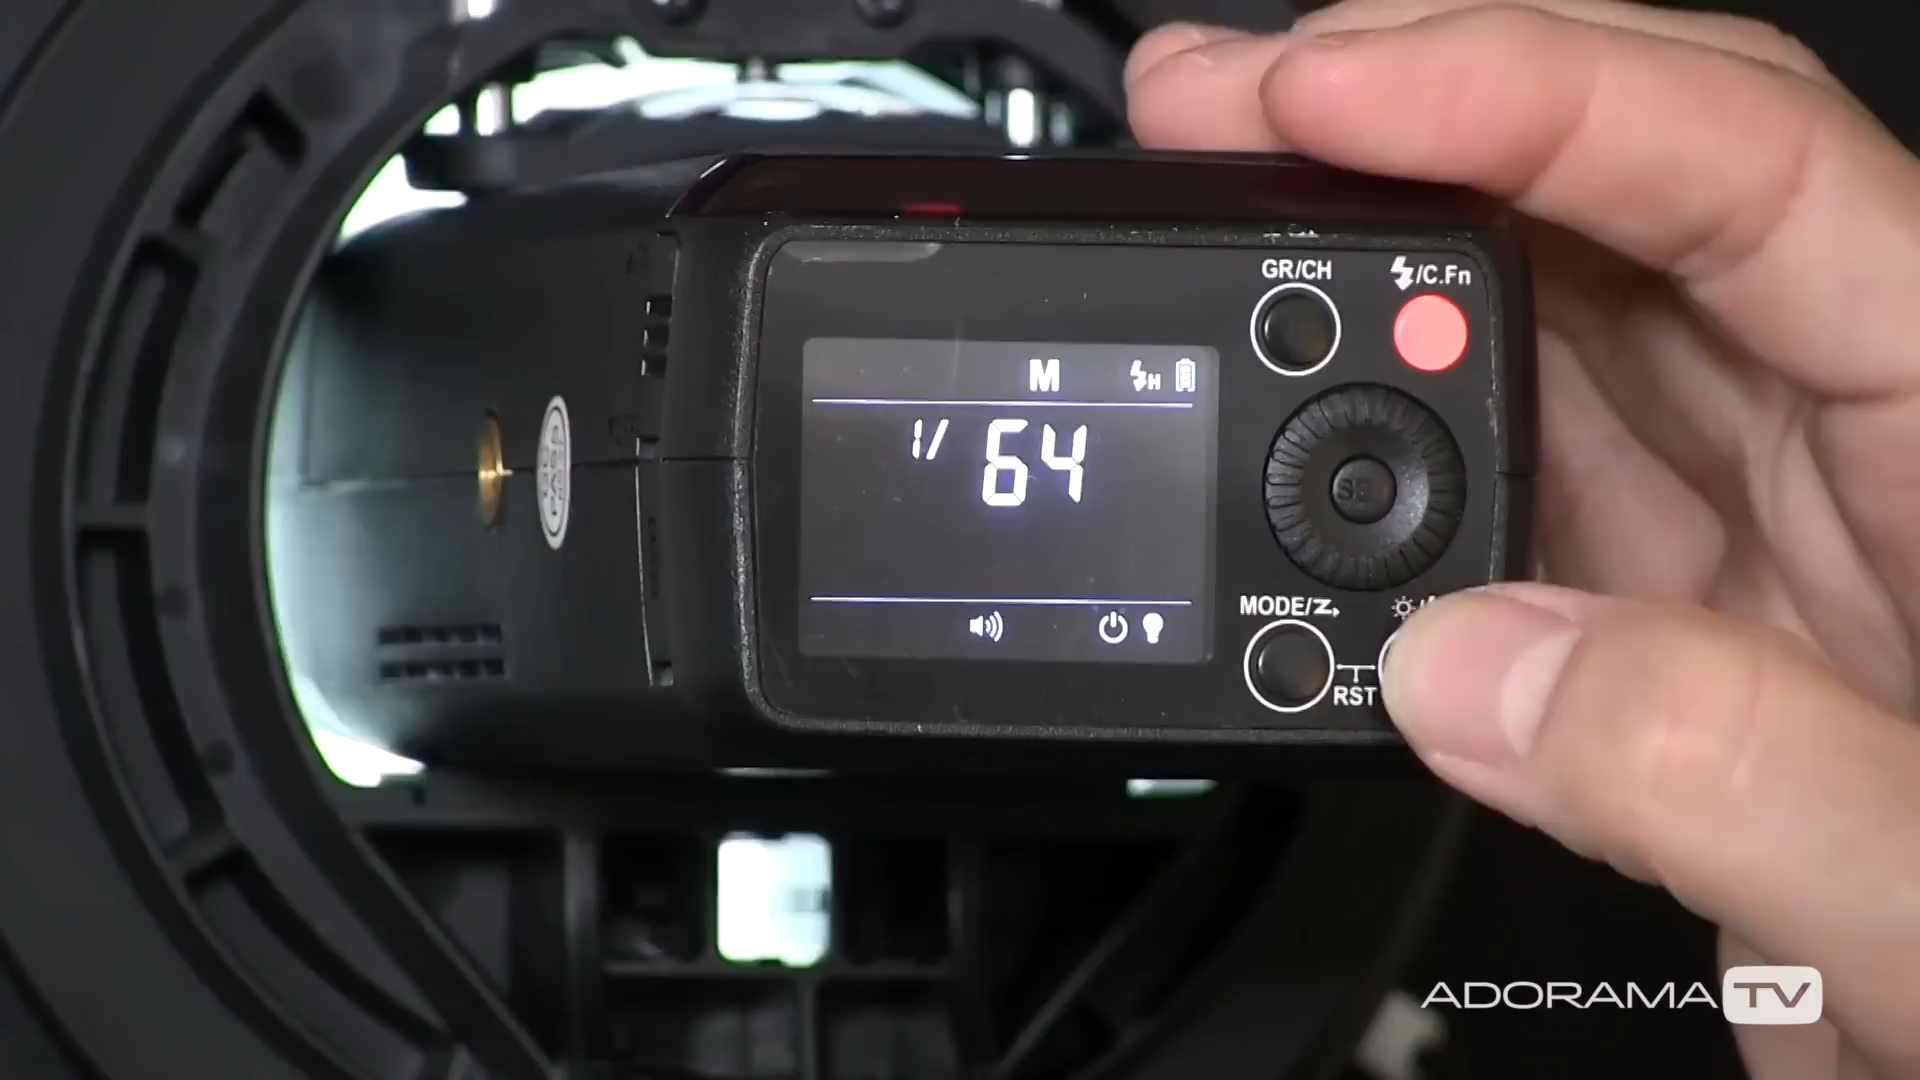 GR/CH
/C.Fn
M
H
1/ 64
MODE/
RST
ADORAMA TV